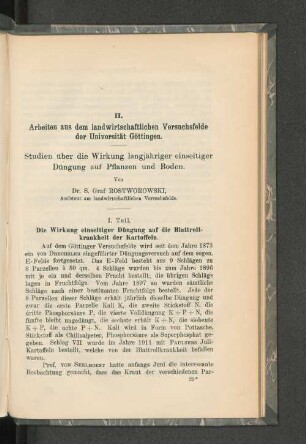 II.
Arbeiten aus dem landwirtschaftlichen Versuchsfelde
der Universität Göttingen.
Studien über die Wirkung langjähriger einseitiger
Düngung auf Pflanzen und Boden.
Von
Dr. S. Graf ROSTWOROWSKI,
Assistent am landwirtschaftlichen Versuchsfelde.
I. Teil.
Die Wirkung einseitiger Düngung auf die Blattroll-
krankheit der Kartoffeln.
Auf dem Göttinger Versuchsfelde wird seit dem Jahre 1873
ein von DRECHSLER eingeführter Düngungsversuch auf dem sogen.
E-Felde fortgesetzt. Das E-Feld besteht aus 9 Schlägen zu
8 Parzellen à 50 qm. 4 Schläge wurden bis zum Jahre 1896
mit je ein und derselben Frucht bestellt, die übrigen Schläge
lagen in Fruchtfolge. Vom Jahre 1897 an wurden sämtliche
Schläge nach einer bestimmten Fruchtfolge bestellt. Jede der
8 Parzellen dieser Schläge erhält jährlich dieselbe Düngung und
zwar die erste Parzelle Kali K, die zweite Stickstoff N, die
dritte Phosphorsäure P, die vierte Volldüngung K+P+N, die
fünfte bleibt ungedüngt, die sechste erhält K+N, die siebente
K+P, die achte P+N. Kali wird in Form von Pottasche,
Stickstoff als Chilisalpeter, Phosphorsäure als Superphosphat ge-
geben. Schlag VII wurde im Jahre 1911 mit PAULSENS Juli-
Kartoffeln bestellt, welche von der Blattrollkrankheit befallen
waren.
Prof. VON SEELHORST hatte anfangs Juni die interessante
Beobachtung gemacht, dass das Kraut der verschiedenen Par-